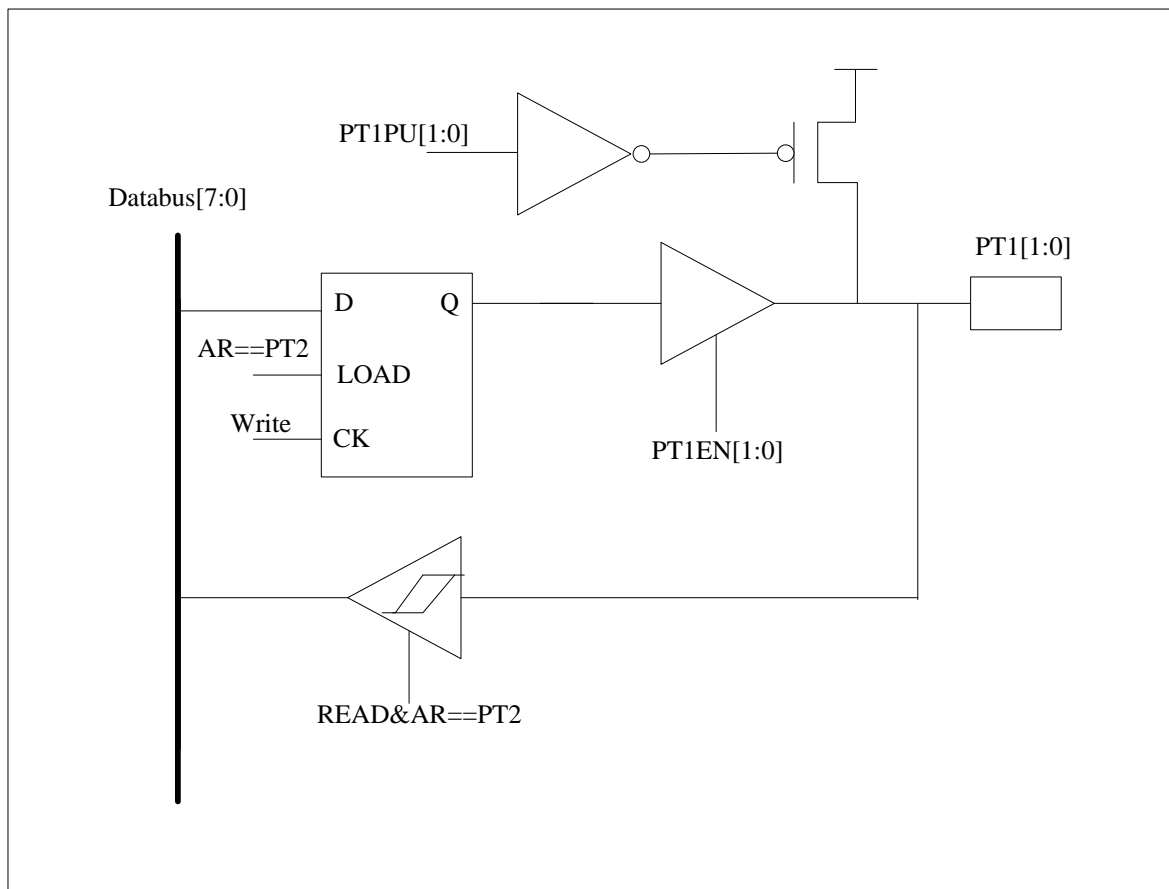 PT1PU[1:0]
Databus[7:0]
PT1[1:0]
D
Q
AR==PT2
LOAD
Write
CK
PT1EN[1:0]
READ&AR==PT2